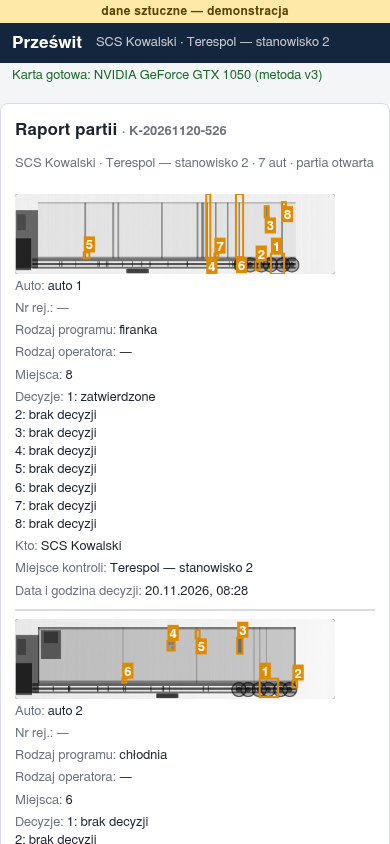 dane sztuczne — demonstracja
Prześwit SCS Kowalski · Terespol — stanowisko 2
Karta gotowa: NVIDIA GeForce GTX 1050 (metoda v3)
Raport partii · K-20261120-526
SCS Kowalski · Terespol — stanowisko 2 · 7 aut · partia otwarta
8
3
5 7 1
2
4 6
Auto: auto 1
Nr rej.: —
Rodzaj programu: firanka
Rodzaj operatora: —
Miejsca: 8
Decyzje: 1: zatwierdzone
2: brak decyzji
3: brak decyzji
4: brak decyzji
5: brak decyzji
6: brak decyzji
7: brak decyzji
8: brak decyzji
Kto: SCS Kowalski
Miejsce kontroli: Terespol — stanowisko 2
Data i godzina decyzji: 20.11.2026, 08:28
4 3
5
6 1 2
Auto: auto 2
Nr rej.: —
Rodzaj programu: chłodnia
Rodzaj operatora: —
Miejsca: 6
Decyzje: 1: brak decyzji
2: brak decyzji